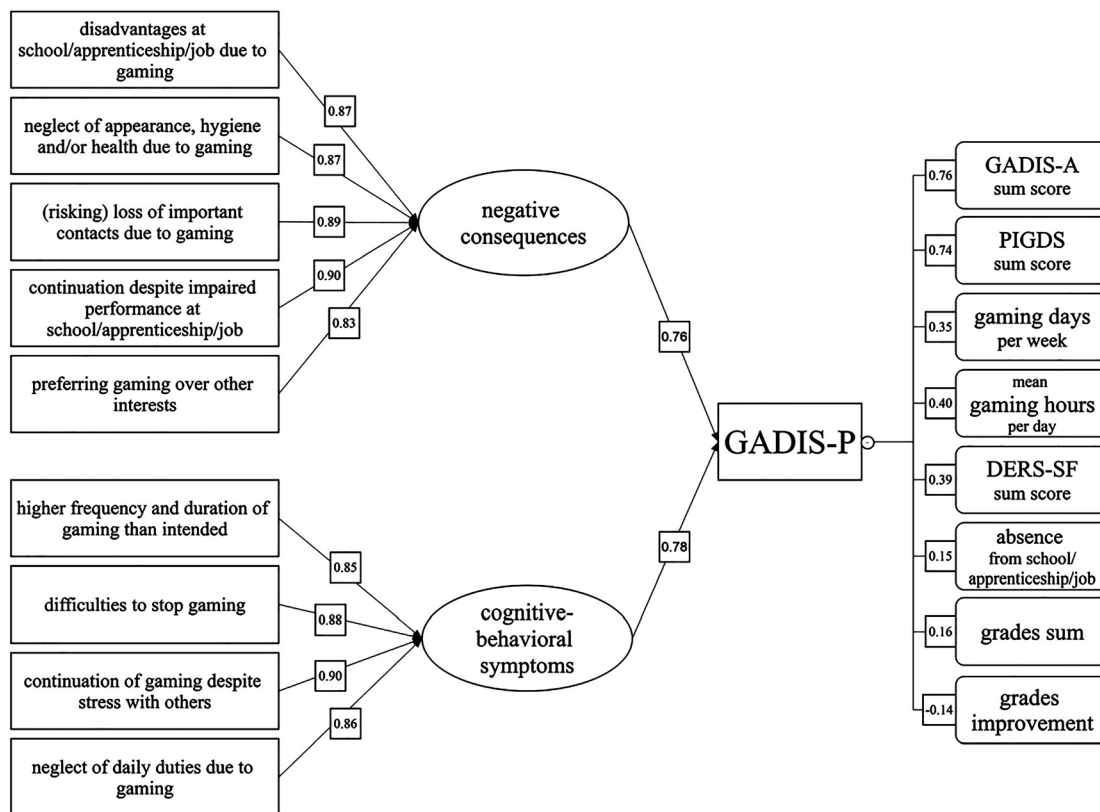 disadvantages at
school/apprenticeship/job due to
gaming
neglect of appearance, hygiene
and/or health due to gaming
(risking) loss of important
contacts due to gaming
continuation despite impaired
performance at
school/apprenticeship/job
preferring gaming over other
interests
0.87
0.87
0.89
0.90
0.83
negative
consequences
higher frequency and duration of
gaming than intended
difficulties to stop gaming
continuation of gaming despite
stress with others
neglect of daily duties due to
gaming
0.85
0.88
0.90
0.86
cognitive-
behavioral
symptoms
0.76
0.78
GADIS-P
0.76
GADIS-A
sum score
0.74
PIGDS
sum score
0.35
gaming days
per week
0.40
mean
gaming hours
per day
0.39
DERS-SF
sum score
0.15
absence
from school/
apprenticeship/job
0.16
grades sum
-0.14
grades
improvement